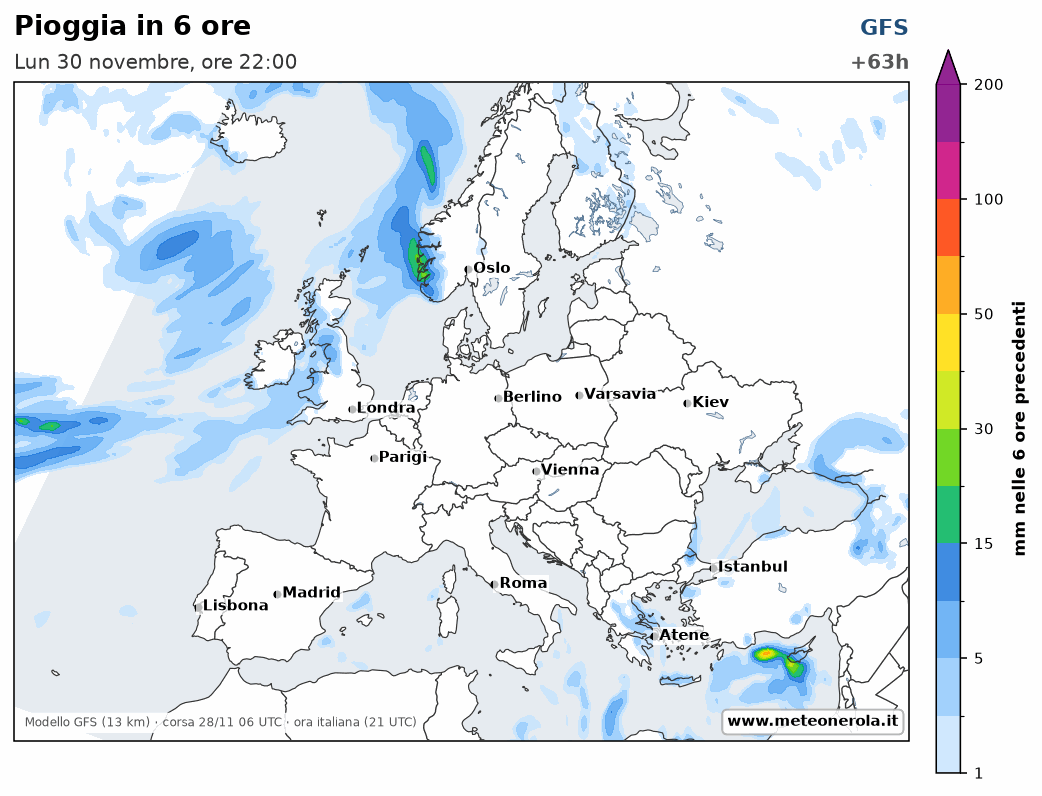 Pioggia in 6 ore
GFS
Lun 30 novembre, ore 22:00
+63h
200
100
50
30
15
5
1
mm nelle 6 ore precedenti
Oslo
Londra
Berlino
Varsavia
Kiev
Parigi
Vienna
Istanbul
Roma
Madrid
Lisbona
Atene
Modello GFS (13 km) · corsa 28/11 06 UTC · ora italiana (21 UTC)
www.meteonerola.it